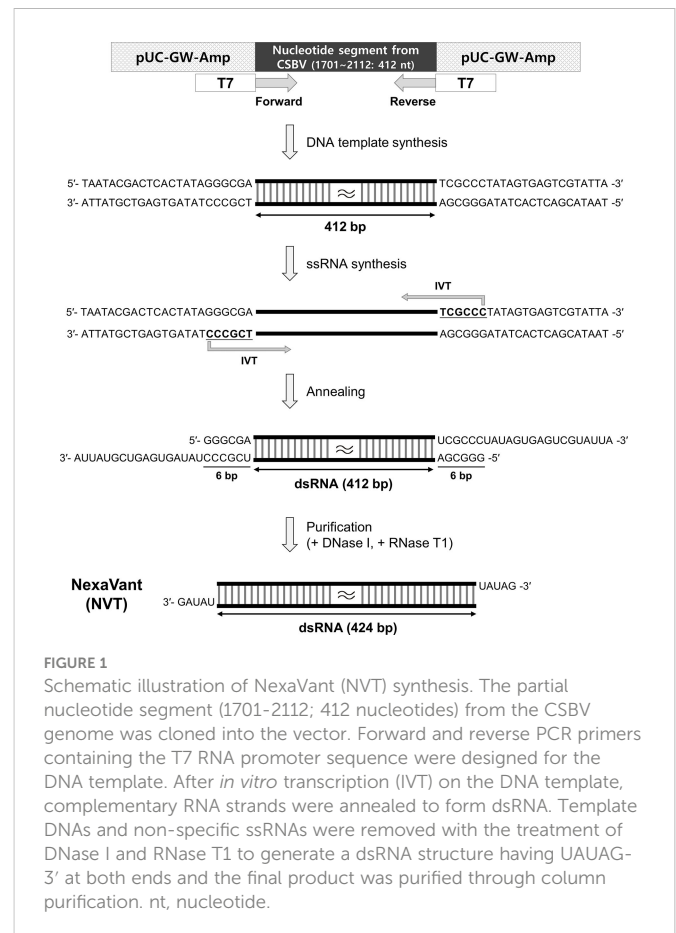 pUC-GW-Amp
Nucleotide segment from
CSBV (1701~2112: 412 nt)
pUC-GW-Amp
T7
T7
Forward
Reverse
DNA template synthesis
5′- TAATACGACTCACTATAGGGCGA
TCGCCCTATAGTGAGTCGTATTA -3′
3′- ATTATGCTGAGTGATATCCCGCT
AGCGGGATATCACTCAGCATAAT -5′
412 bp
ssRNA synthesis
IVT
5′- TAATACGACTCACTATAGGGCGA
TCGCCCTATAGTGAGTCGTATTA -3′
3′- ATTATGCTGAGTGATATCCCGCT
AGCGGGATATCACTCAGCATAAT -5′
IVT
Annealing
5′- GGGCGA
UCGCCCUAUAGUGAGUCGUAUUA -3′
3′- AUUAUGCUGAGUGAUAUCCCGCU
AGCGGG -5′
6 bp
6 bp
dsRNA (412 bp)
Purification
(+ DNase I, + RNase T1)
NexaVant
(NVT)
UAUAG -3′
3′- GAUAU
dsRNA (424 bp)
FIGURE 1
Schematic illustration of NexaVant (NVT) synthesis. The partial
nucleotide segment (1701-2112; 412 nucleotides) from the CSBV
genome was cloned into the vector. Forward and reverse PCR primers
containing the T7 RNA promoter sequence were designed for the
DNA template. After in vitro transcription (IVT) on the DNA template,
complementary RNA strands were annealed to form dsRNA. Template
DNAs and non-specific ssRNAs were removed with the treatment of
DNase I and RNase T1 to generate a dsRNA structure having UAUAG-
3′ at both ends and the final product was purified through column
purification. nt, nucleotide.